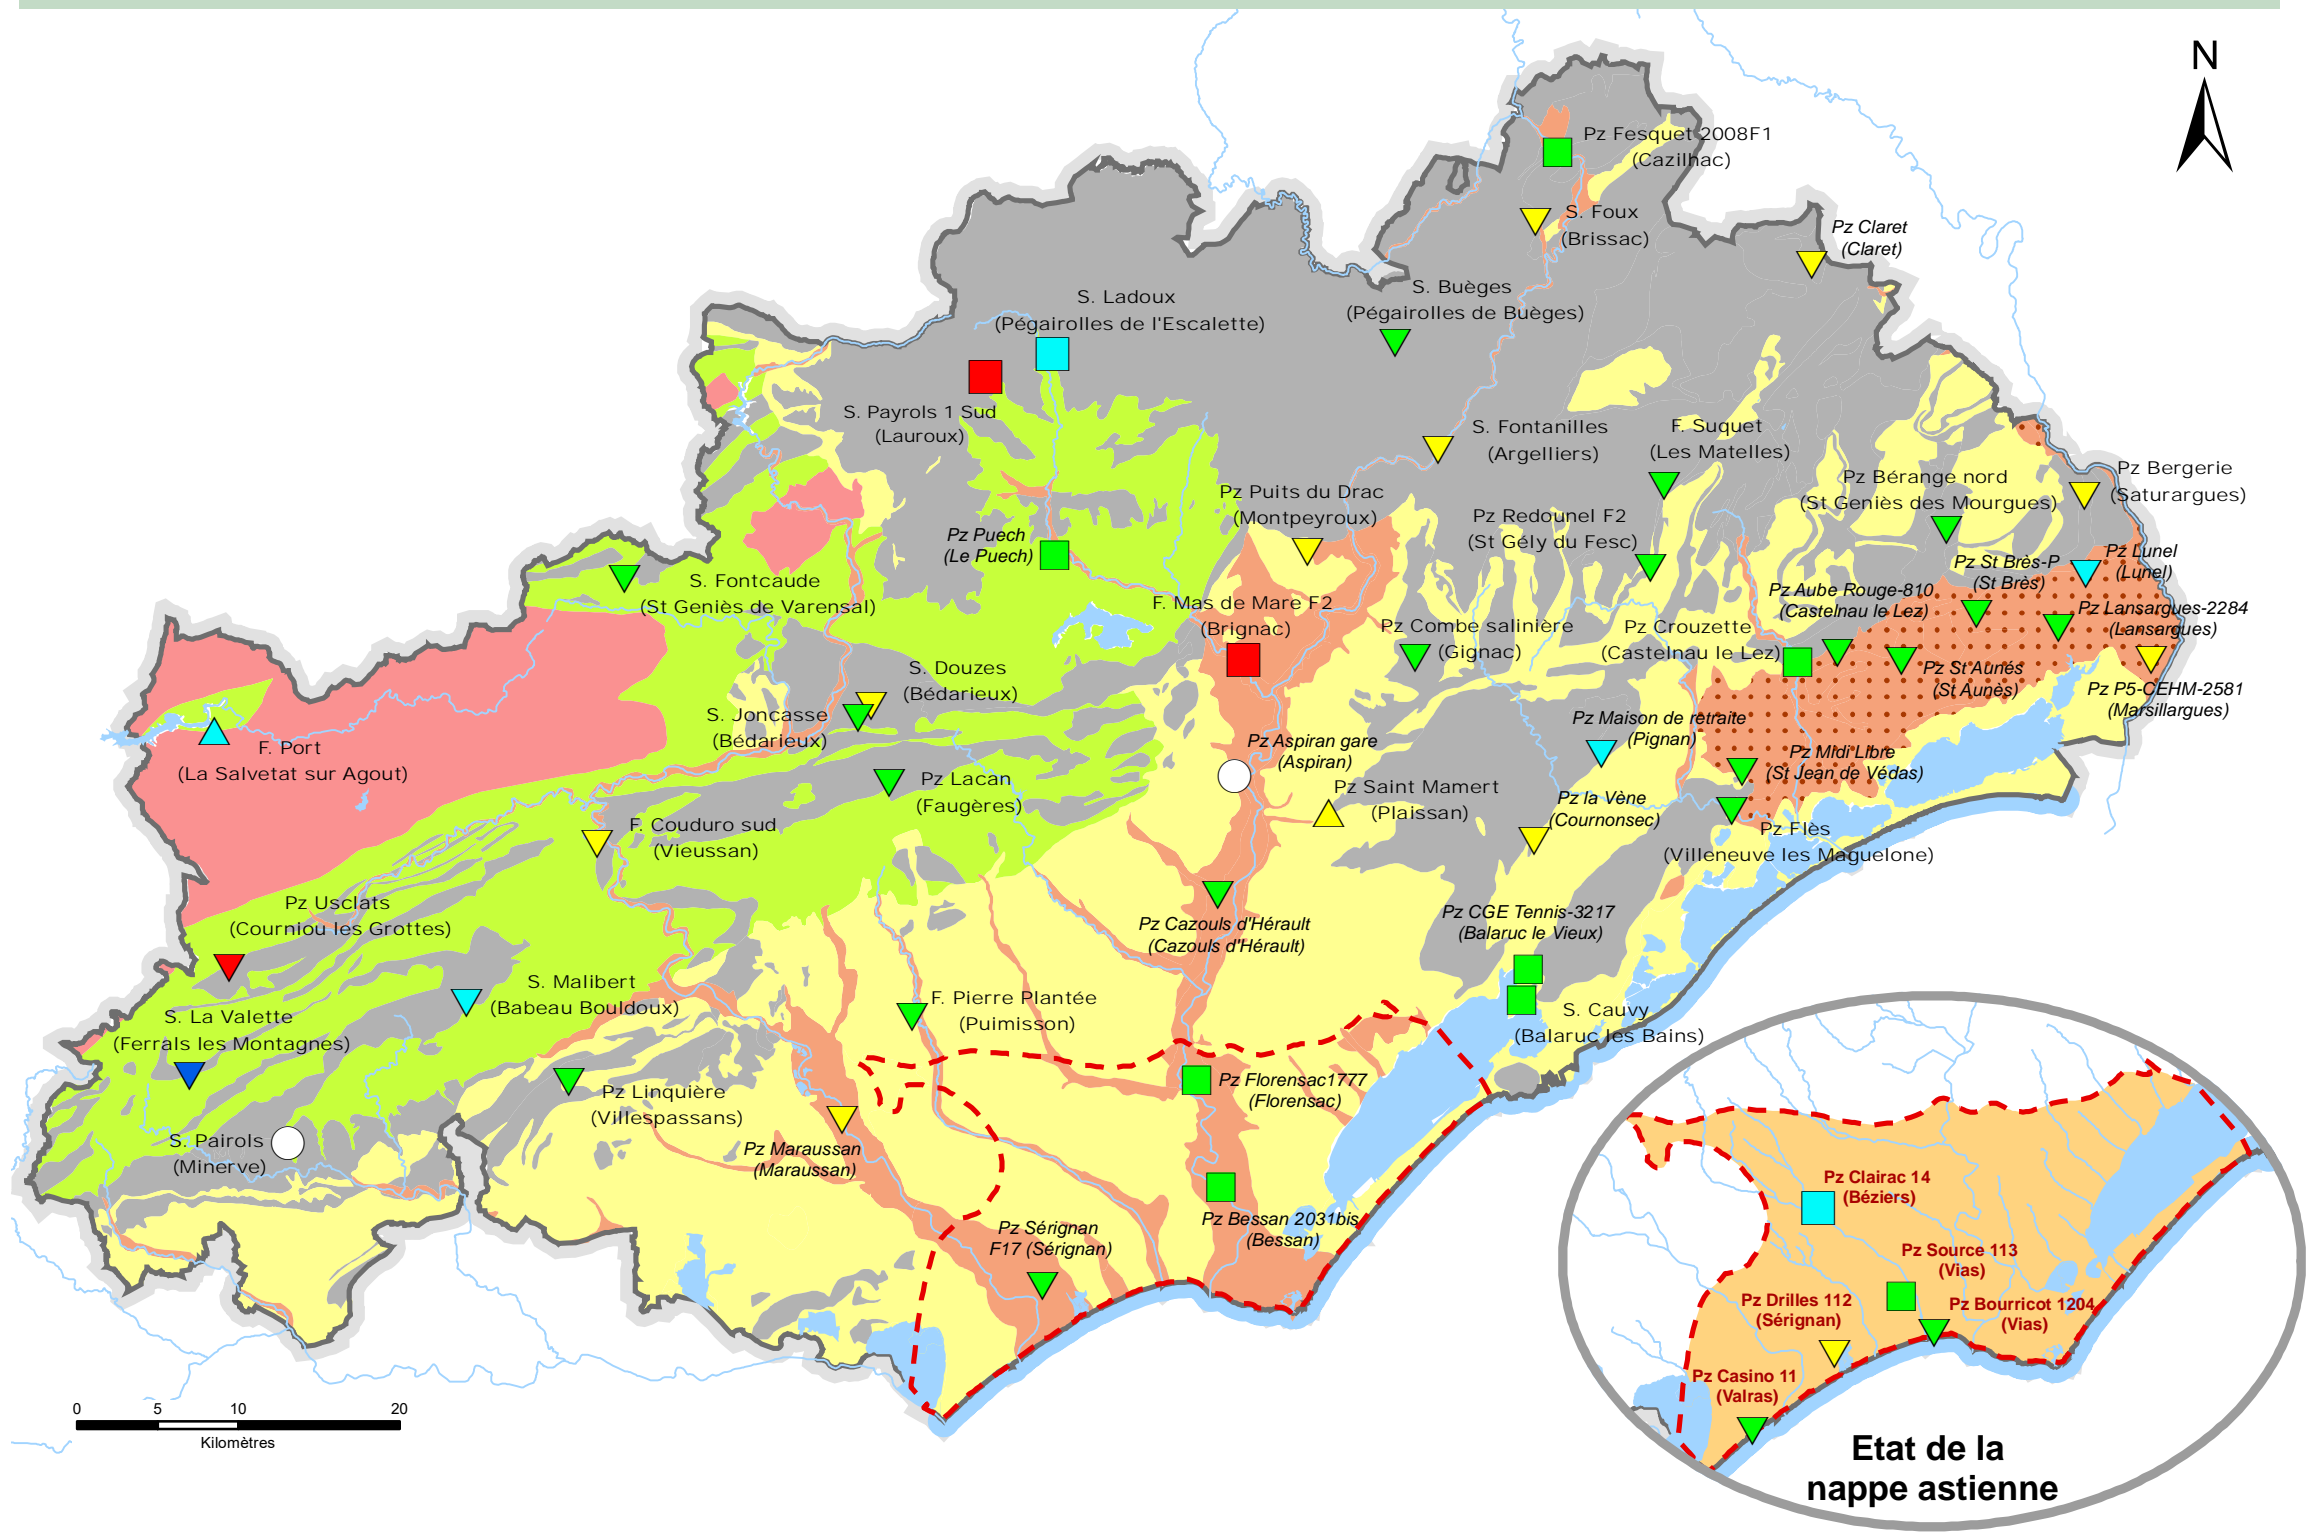 N
Pz Fesquet 2008F1
(Cazilhac)
S. Foux
(Brissac)
Pz Claret
(Claret)
S. Buèges
(Pégairolles de Buèges)
S. Ladoux
(Pégairolles de l'Escalette)
S. Payrols 1 Sud
(Lauroux)
S. Fontanilles
(Argelliers)
F. Suquet
(Les Matelles)
Pz Bérange nord
(St Geniès des Mourgues)
Pz Bergerie
(Saturargues)
Pz Puits du Drac
(Montpeyroux)
Pz Redounel F2
(St Gély du Fesc)
Pz Puech
(Le Puech)
Pz St Brès-P
(St Brès)
Pz Lunel
(Lunel)
S. Fontcaude
(St Geniès de Varensal)
F. Mas de Mare F2
(Brignac)
Pz Aube Rouge-810
(Castelnau le Lez)
Pz Lansargues-2284
(Lansargues)
Pz Combe salinière
(Gignac)
Pz Crouzette
(Castelnau le Lez)
S. Douzes
(Bédarieux)
Pz St Aunés
(St Aunès)
Pz P5-CEHM-2581
(Marsillargues)
S. Joncasse
(Bédarieux)
Pz Maison de retraite
(Pignan)
F. Port
(La Salvetat sur Agout)
Pz Aspiran gare
(Aspiran)
Pz Midi Libre
(St Jean de Védas)
Pz Lacan
(Faugères)
Pz Saint Mamert
(Plaissan)
Pz la Vène
(Cournonsec)
F. Couduro sud
(Vieussan)
Pz Flès
(Villeneuve les Maguelone)
Pz Usclats
(Courniou les Grottes)
Pz Cazouls d'Hérault
(Cazouls d'Hérault)
Pz CGE Tennis-3217
(Balaruc le Vieux)
S. Malibert
(Babeau Bouldoux)
F. Pierre Plantée
(Puimisson)
S. Cauvy
(Balaruc les Bains)
S. La Valette
(Ferrals les Montagnes)
Pz Linquière
(Villespassans)
Pz Florensac1777
(Florensac)
S. Pairols
(Minerve)
Pz Maraussan
(Maraussan)
Pz Bessan 2031bis
(Bessan)
Pz Sérignan
F17 (Sérignan)
Pz Clairac 14
(Béziers)
Pz Source 113
(Vias)
Pz Drilles 112
(Sérignan)
Pz Bourricot 1204
(Vias)
Pz Casino 11
(Valras)
0 5 10 20
Kilomètres
Etat de la
nappe astienne